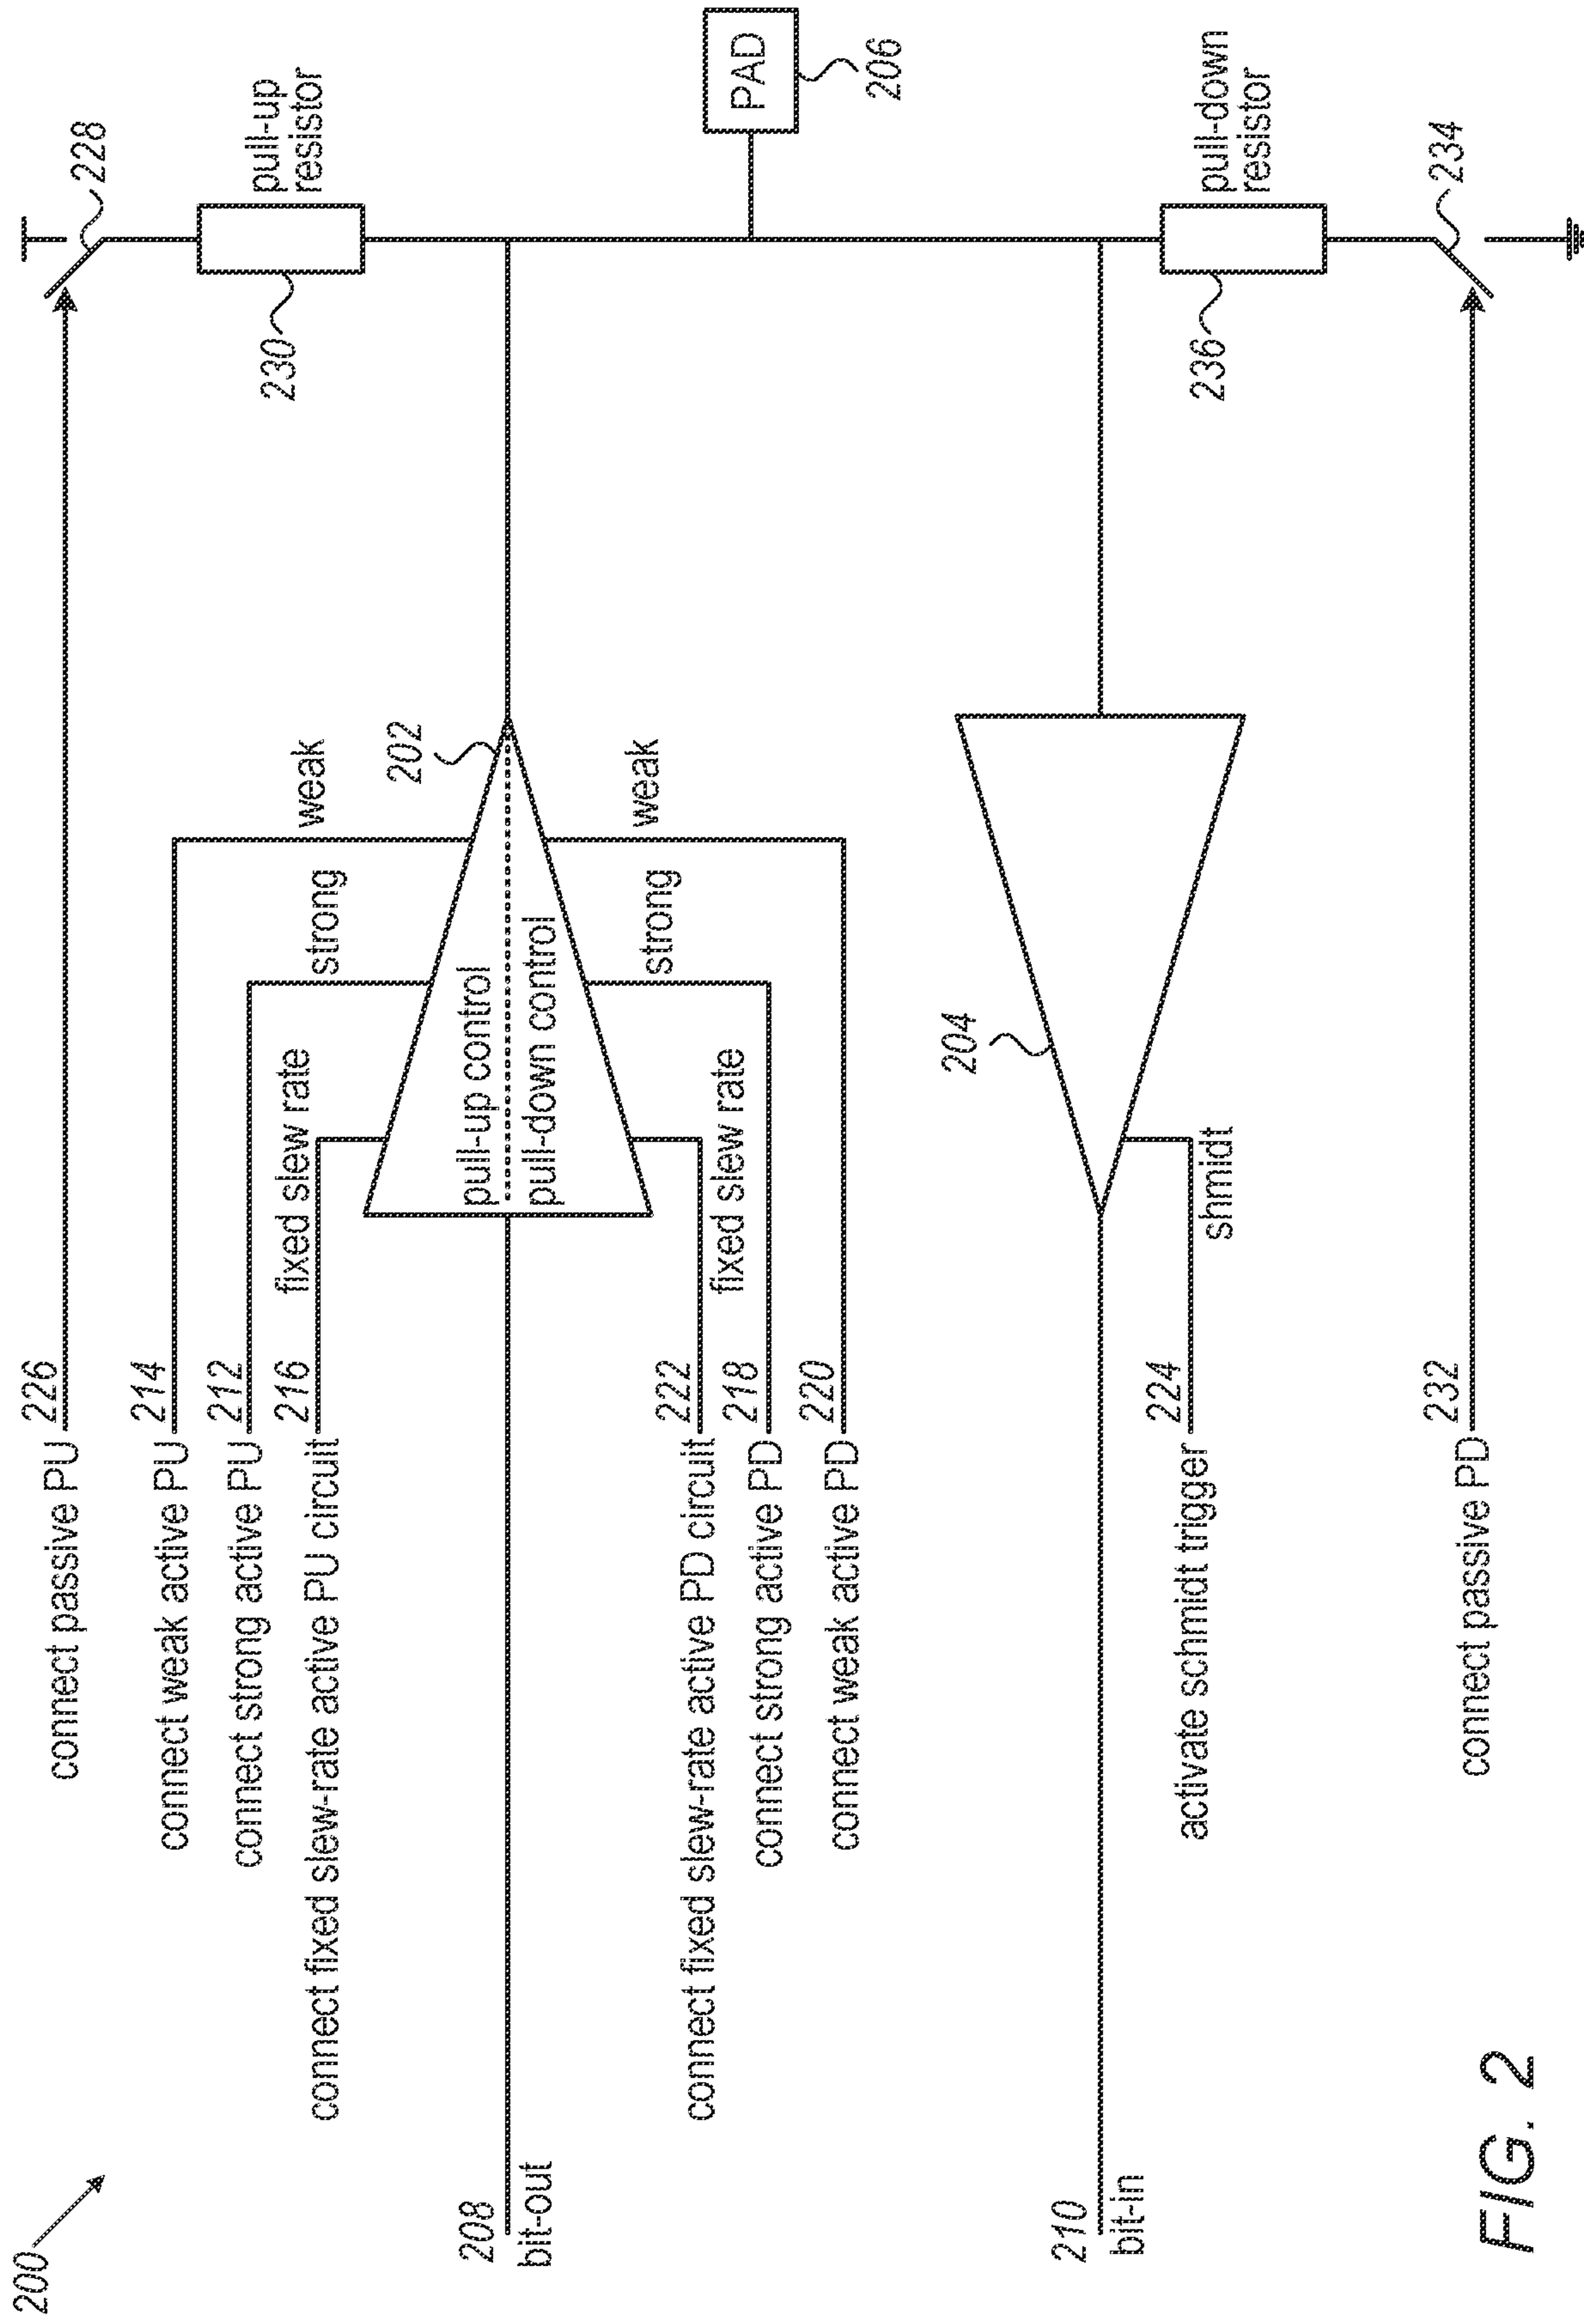 200
connect passive PU
226
228
pull-up
resistor
230
connect weak active PU
214
weak
connect strong active PU
212
strong
connect fixed slew-rate active PU circuit
216
fixed slew rate
202
pull-up control
pull-down control
208
bit-out
PAD
206
connect fixed slew-rate active PD circuit
222
fixed slew rate
connect strong active PD
218
strong
connect weak active PD
220
weak
204
210
bit-in
activate schmidt trigger
224
shmidt
pull-down
resistor
236
connect passive PD
232
234
FIG. 2